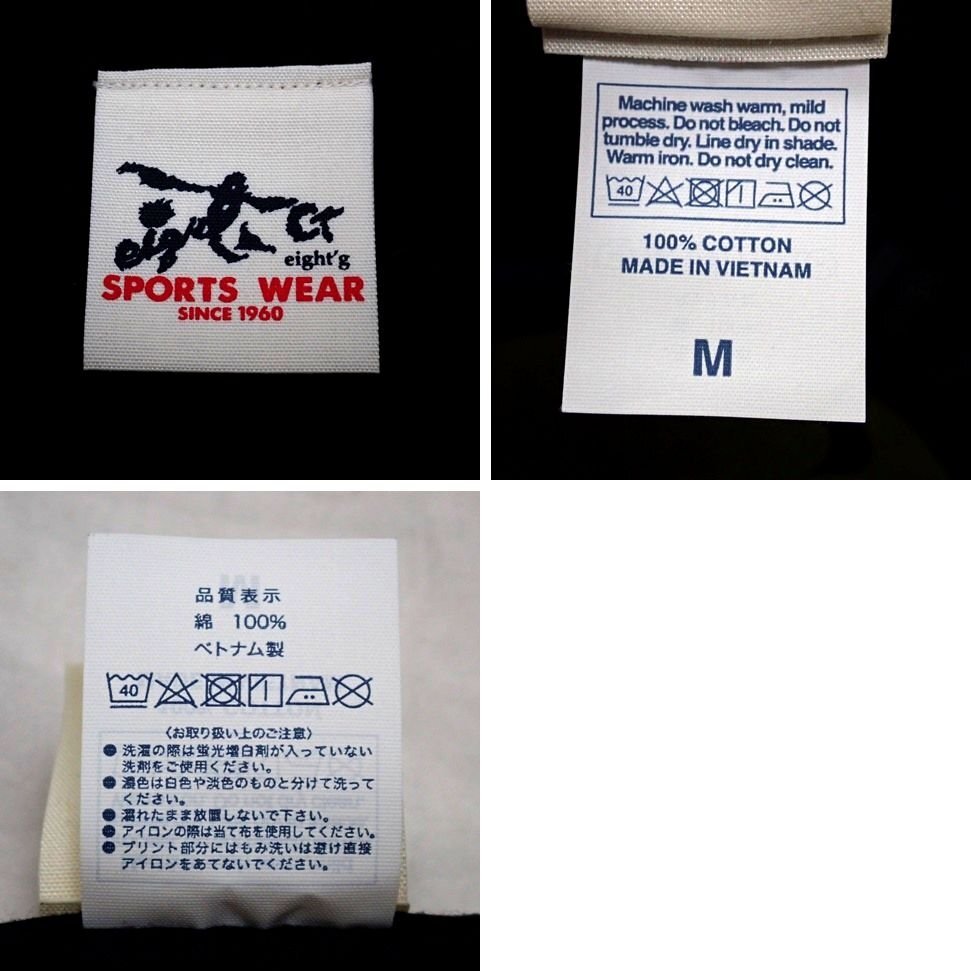 eight'g
SPORTS WEAR
SINCE 1960
Machine wash warm, mild
process. Do not bleach. Do not
tumble dry. Line dry in shade.
Warm iron. Do not dry clean.
40
100% COTTON
MADE IN VIETNAM
M
品質表示
綿 100%
ベトナム製
40
〈お取り扱い上のご注意〉
● 洗濯の際は蛍光増白剤が入っていない
洗剤をご使用ください。
● 濃色は白色や淡色のものと分けて洗って
ください。
● 濡れたまま放置しないで下さい。
● アイロンの際は当て布を使用してください。
● プリント部分にはもみ洗いは避け直接
アイロンをあてないでください。